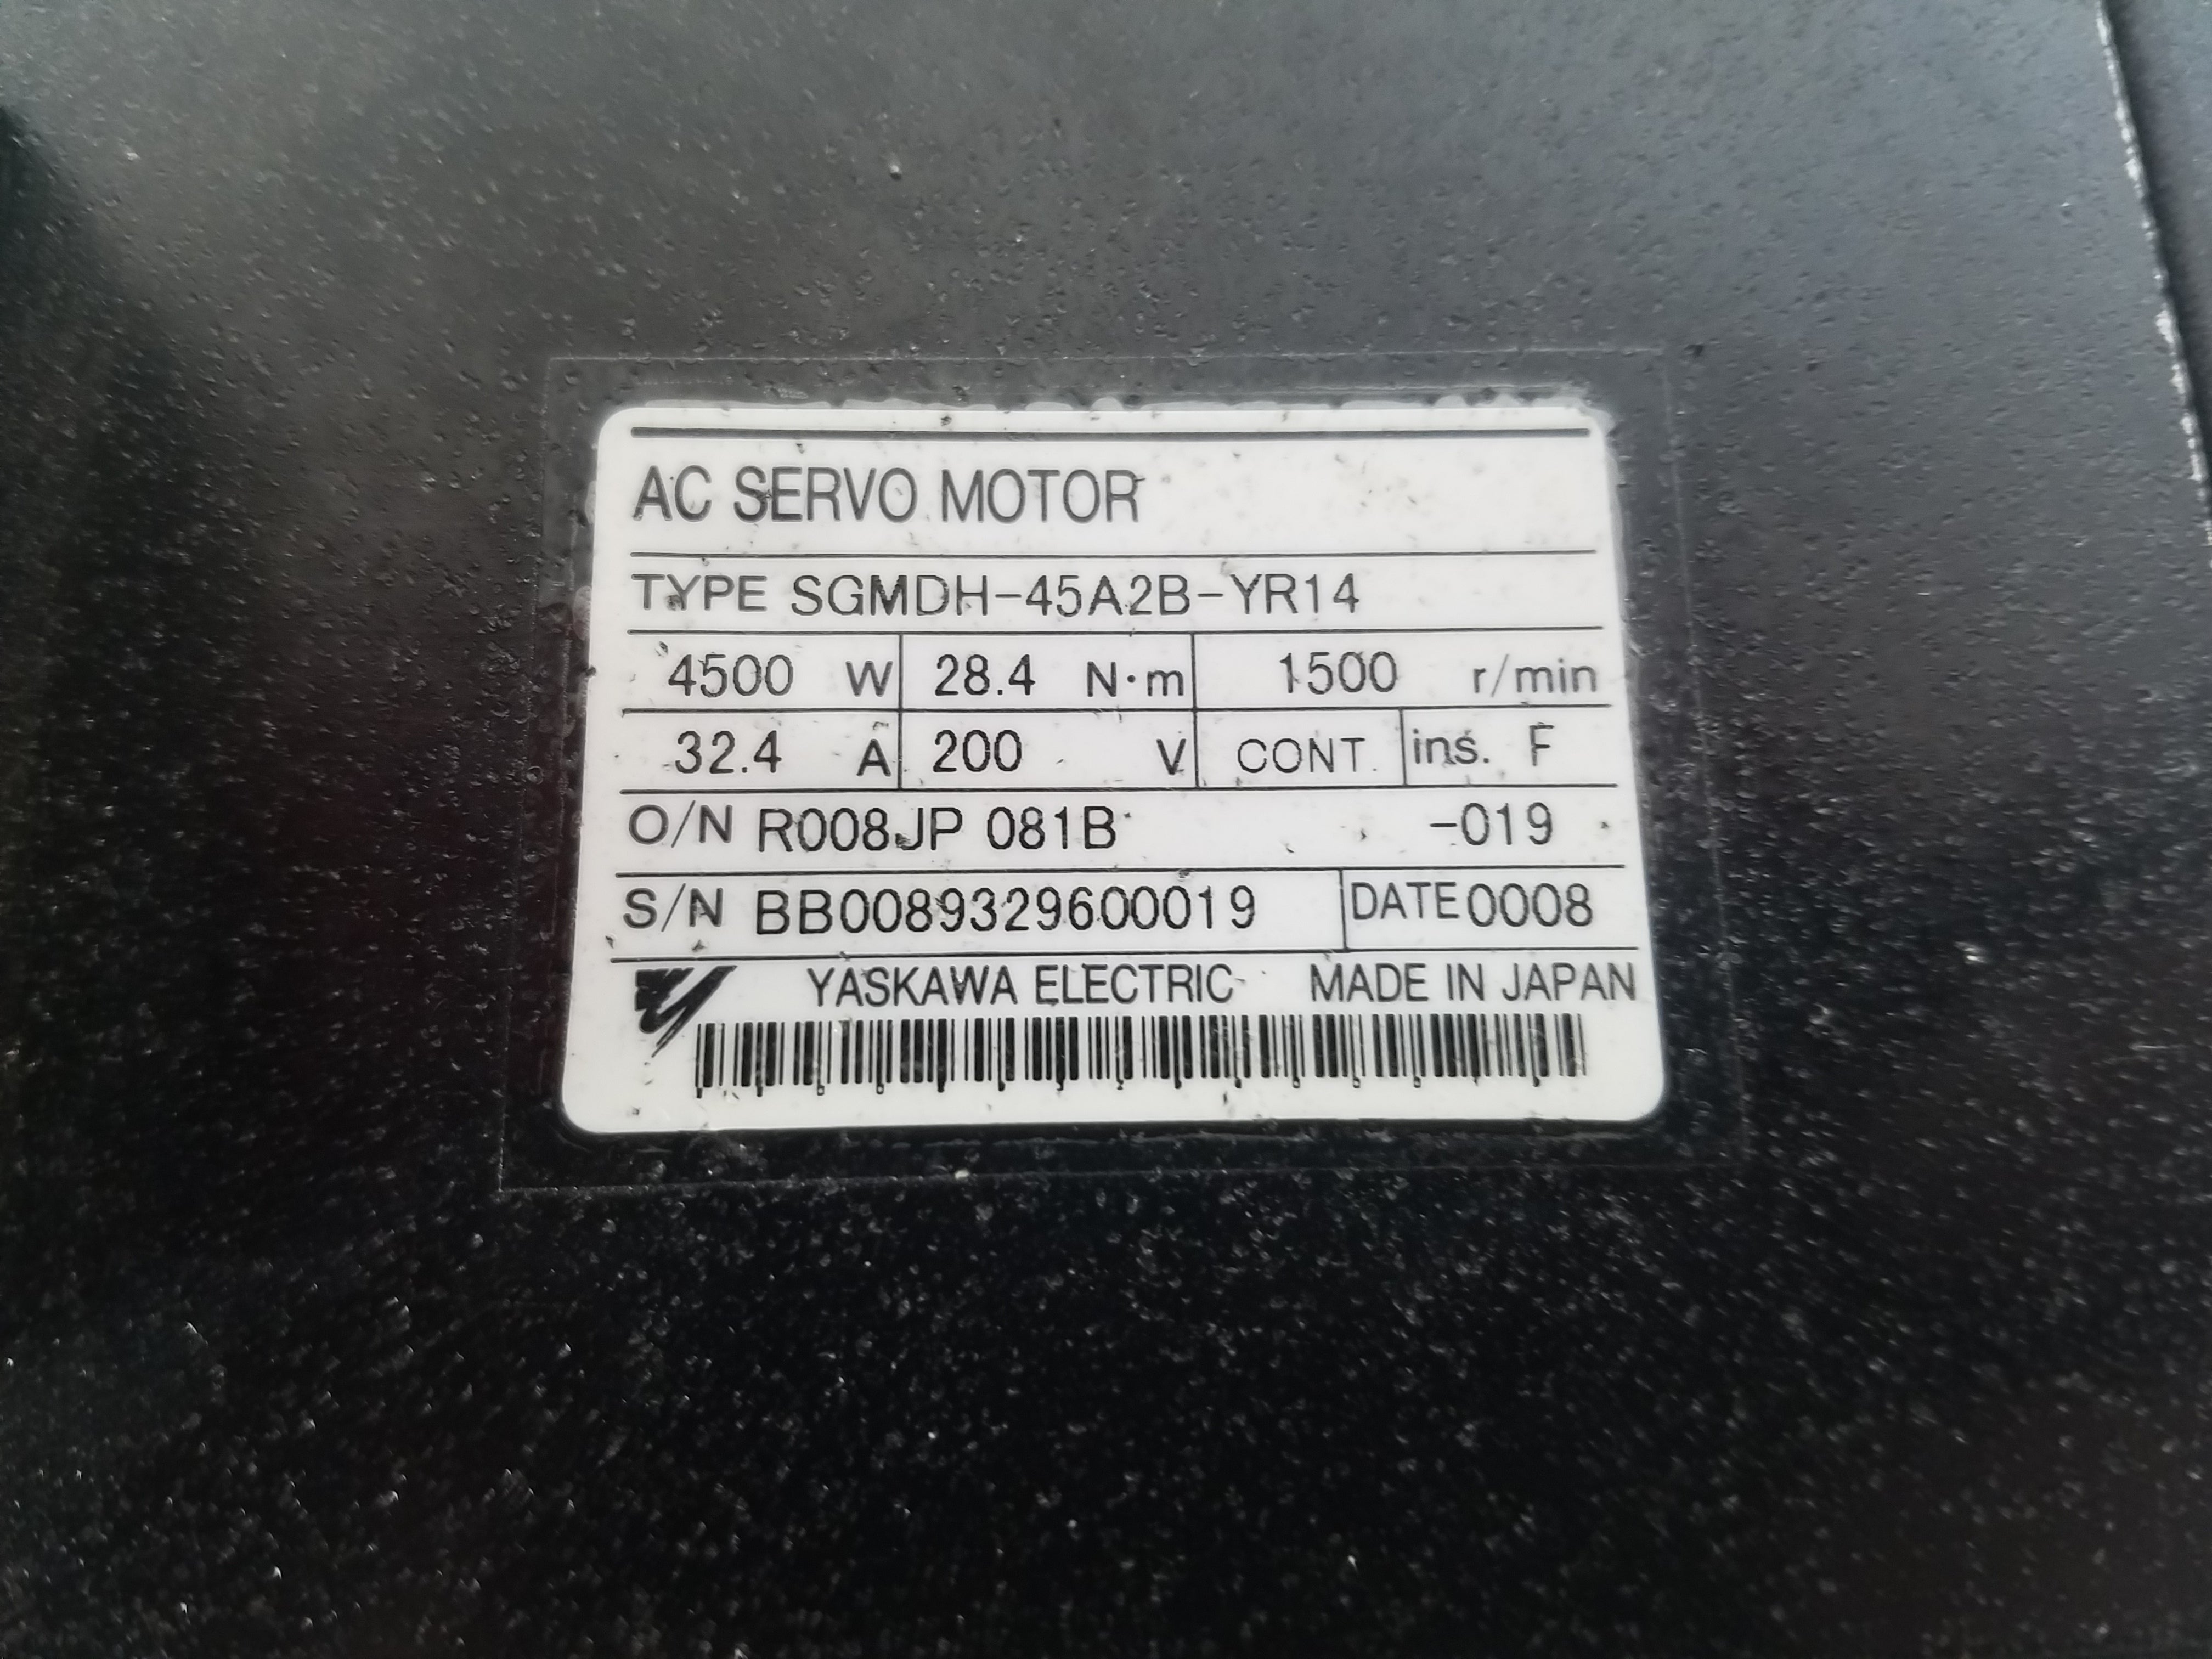 AC SERVO MOTOR
TYPE SGMDH-45A2B-YR14
4500 W 28.4 N·m 1500 r/min
32.4 A 200 V CONT. ins. F
O/N R008JP 081B -019
S/N BB0089329600019 DATE 0008
YASKAWA ELECTRIC MADE IN JAPAN